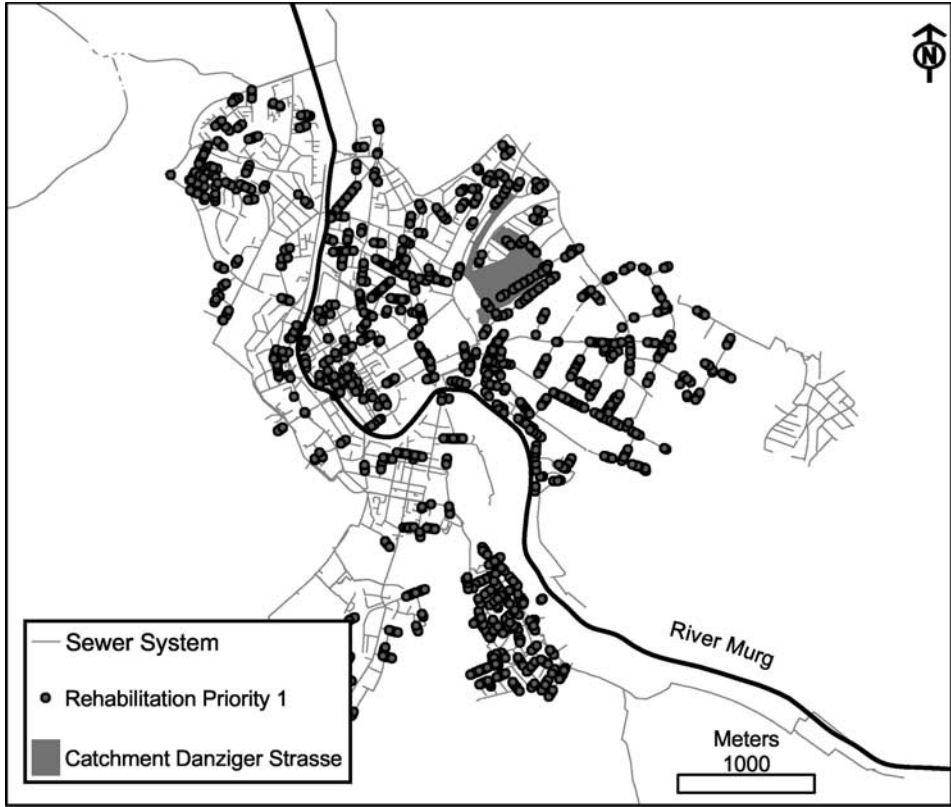 N
River Murg
Sewer System
Rehabilitation Priority 1
Catchment Danziger Strasse
Meters
1000